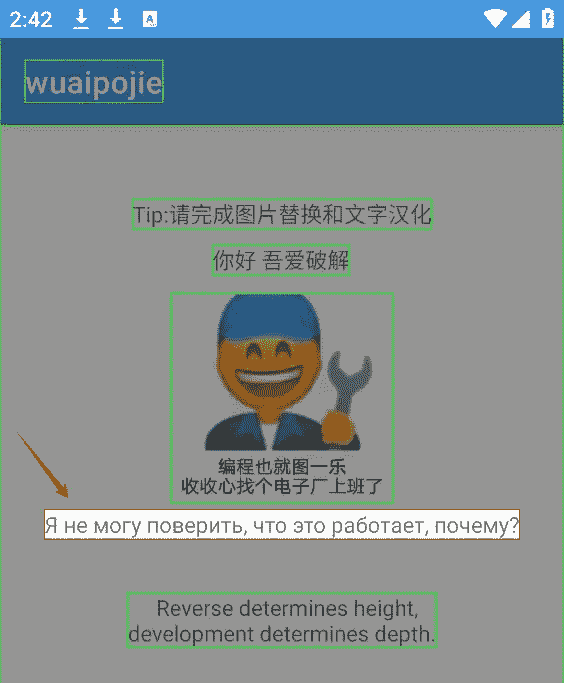 2:42
A
wuaipojie
Tip:请完成图片替换和文字汉化
你好 吾爱破解
编程也就图一乐
收收心找个电子厂上班了
Я не могу поверить, что это работает, почему?
Reverse determines height,
development determines depth.